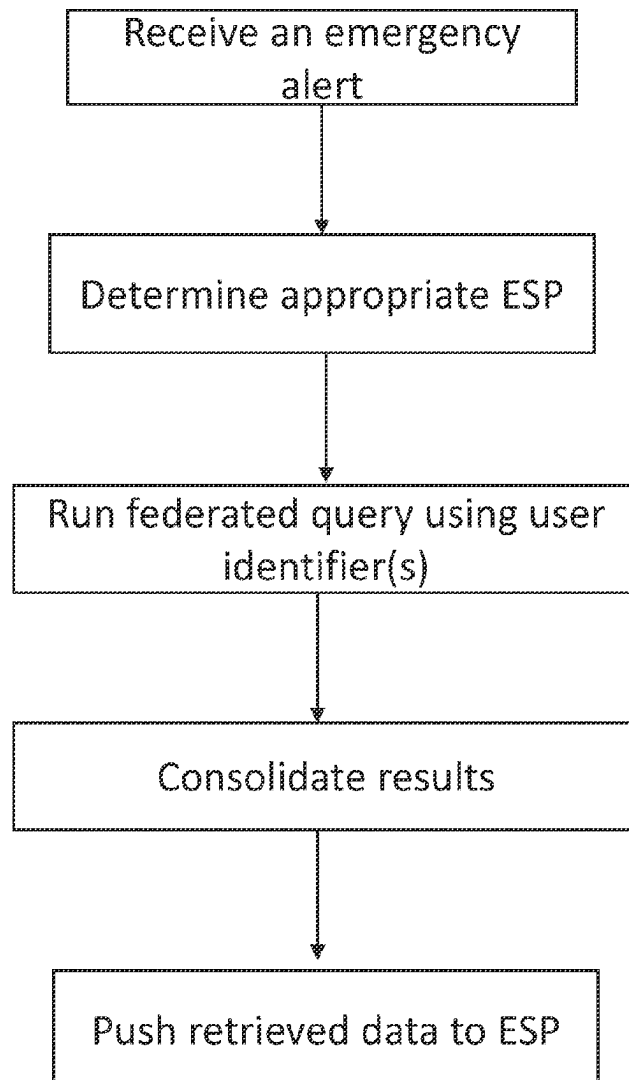 Receive an emergency
alert
Determine appropriate ESP
Run federated query using user
identifier(s)
Consolidate results
Push retrieved data to ESP